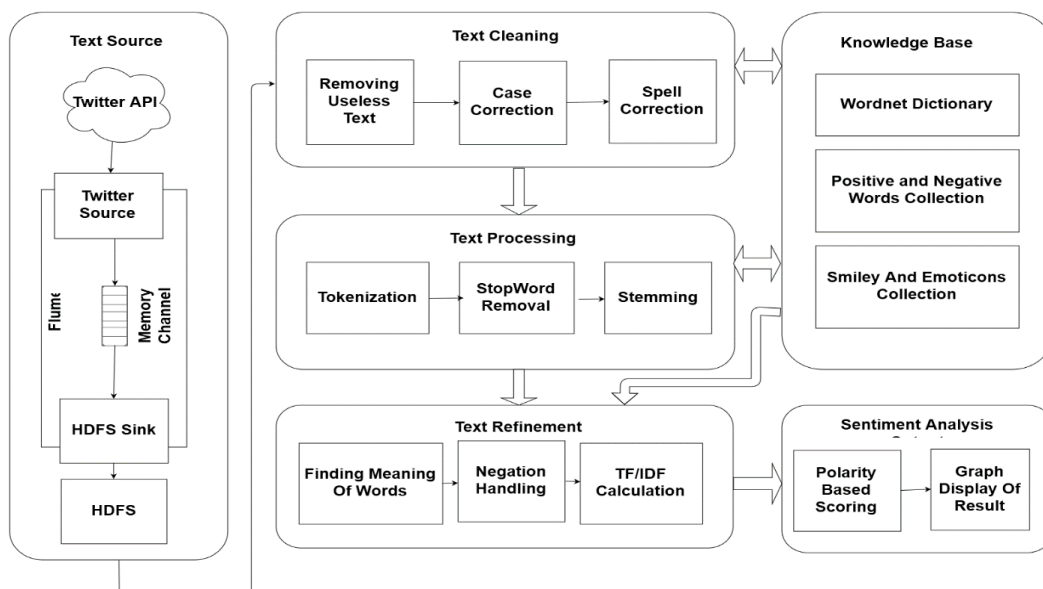 Text Source
Twitter API
Twitter
Source
Flume
Memory
Channel
HDFS Sink
HDFS
Text Cleaning
Removing
Useless
Text
Case
Correction
Spell
Correction
Text Processing
Tokenization
StopWord
Removal
Stemming
Text Refinement
Finding Meaning
Of Words
Negation
Handling
TF/IDF
Calculation
Knowledge Base
Wordnet Dictionary
Positive and Negative
Words Collection
Smiley And Emoticons
Collection
Sentiment Analysis
Polarity
Based
Scoring
Graph
Display Of
Result